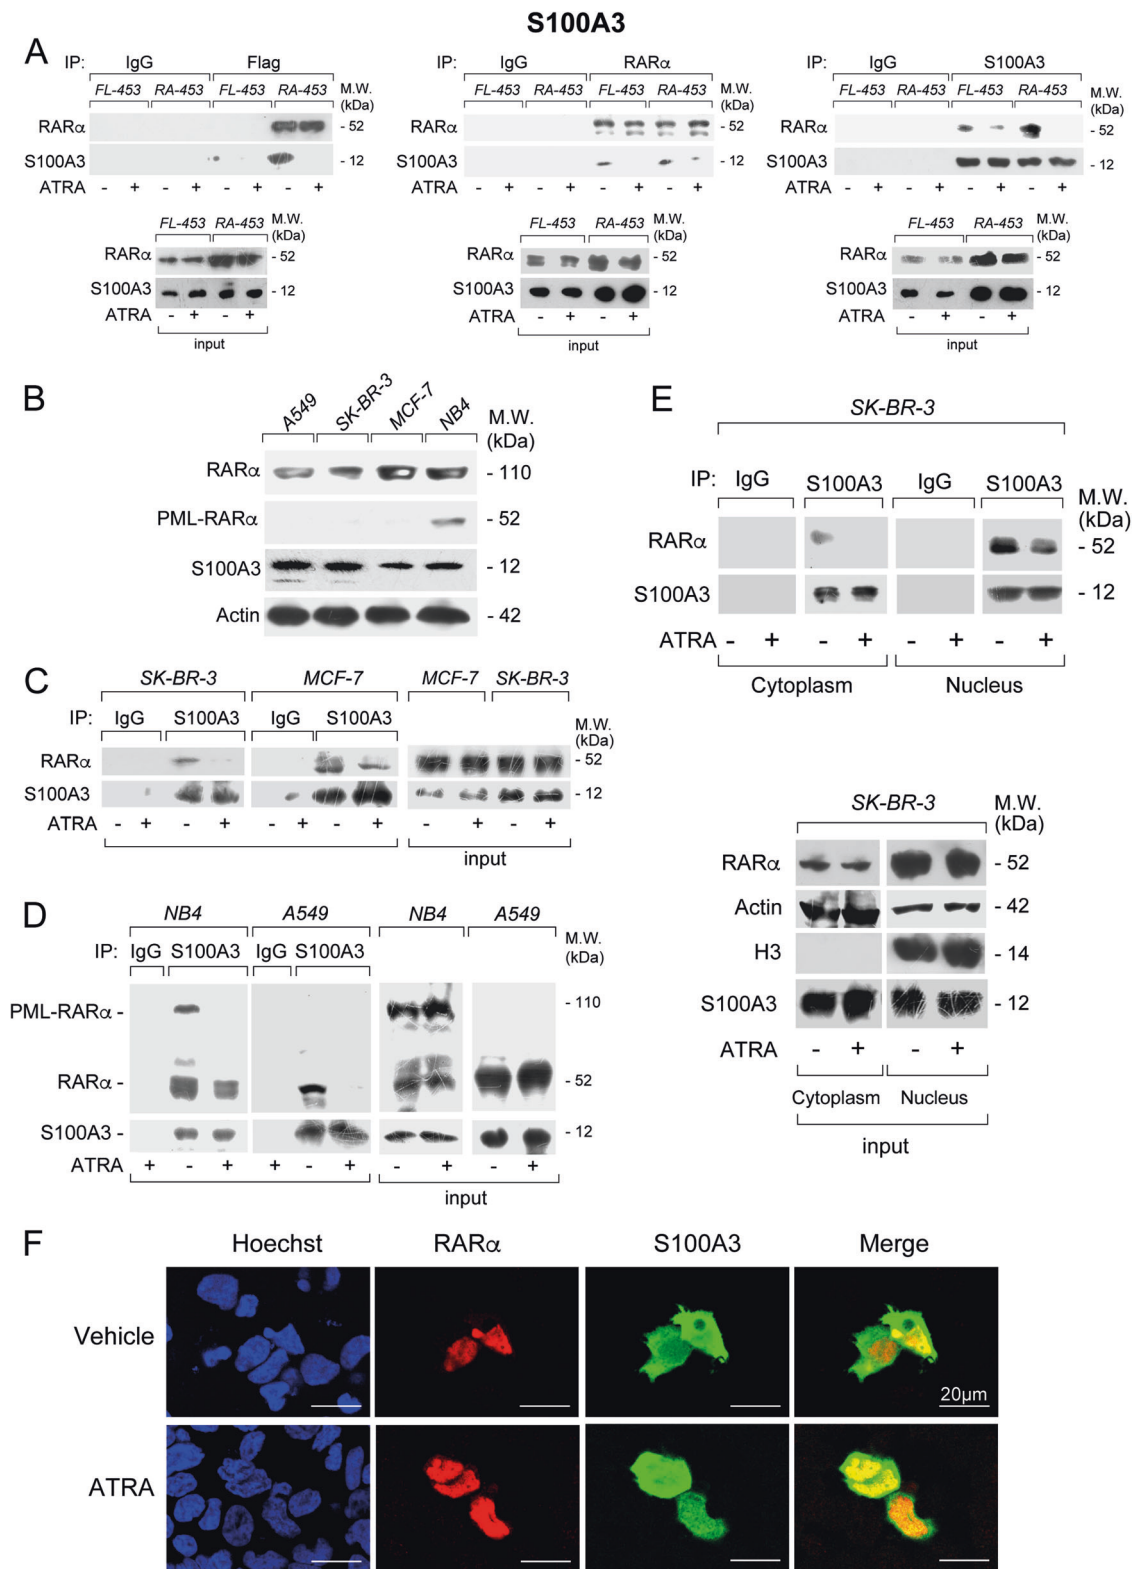 S100A3
A
IP: IgG Flag
FL-453 RA-453 FL-453 RA-453 M.W. (kDa)
RARα - 52
S100A3 - 12
ATRA - + - + - + - +
IP: IgG RARα
FL-453 RA-453 FL-453 RA-453 M.W. (kDa)
RARα - 52
S100A3 - 12
ATRA - + - + - + - +
IP: IgG S100A3
FL-453 RA-453 FL-453 RA-453 M.W. (kDa)
RARα - 52
S100A3 - 12
ATRA - + - + - + - +
FL-453 RA-453 M.W. (kDa)
RARα - 52
S100A3 - 12
ATRA - + - +
input
FL-453 RA-453 M.W. (kDa)
RARα - 52
S100A3 - 12
ATRA - + - +
input
FL-453 RA-453 M.W. (kDa)
RARα - 52
S100A3 - 12
ATRA - + - +
input
B
A549 SK-BR-3 MCF-7 NB4 M.W. (kDa)
RARα - 110
PML-RARα - 52
S100A3 - 12
Actin - 42
C
SK-BR-3 MCF-7 MCF-7 SK-BR-3
IP: IgG S100A3 IgG S100A3 M.W. (kDa)
RARα - 52
S100A3 - 12
ATRA - + - + - + - + - + - +
input
D
NB4 A549 NB4 A549
IP: IgG S100A3 IgG S100A3 M.W. (kDa)
PML-RARα - - 110
RARα - - 52
S100A3 - - 12
ATRA + - + + - + - + - +
input
E
SK-BR-3
IP: IgG S100A3 IgG S100A3 M.W. (kDa)
RARα - 52
S100A3 - 12
ATRA - + - + - + - +
Cytoplasm Nucleus
SK-BR-3 M.W. (kDa)
RARα - 52
Actin - 42
H3 - 14
S100A3 - 12
ATRA - + - +
Cytoplasm Nucleus
input
F
Hoechst RARα S100A3 Merge
Vehicle
20µm
ATRA